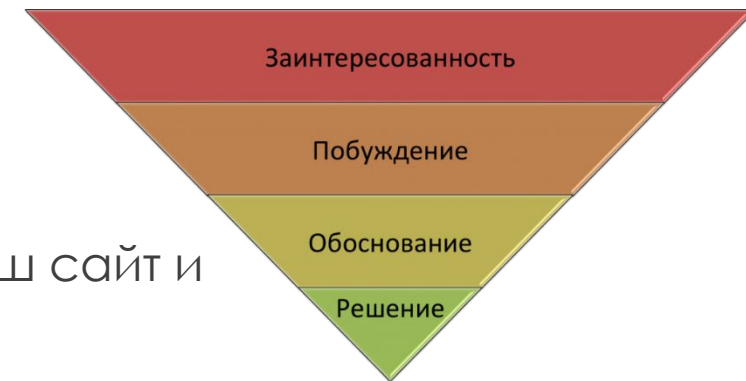 Заинтересованность
Побуждение
Обоснование
ш сайт и
Решение